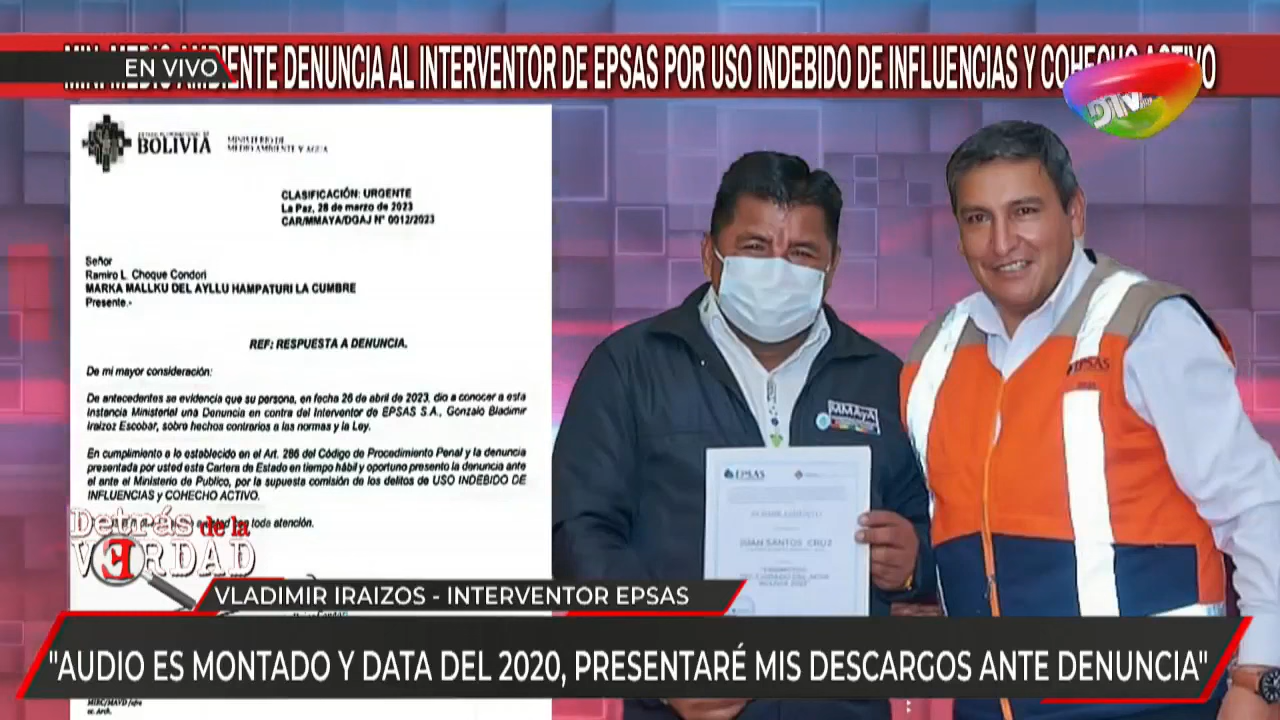 MIN. MEDIO AMBIENTE DENUNCIA AL INTERVENTOR DE EPSAS POR USO INDEBIDO DE INFLUENCIAS Y COHECHO ACTIVO
EN VIVO
DTV
BOLIVIA
MINISTERIO DE
MEDIO AMBIENTE Y AGUA
CLASIFICACIÓN: URGENTE
La Paz, 28 de marzo de 2023
CAR/MMAYA/DGAJ N° 0012/2023
Señor
Ramiro L. Choque Condori
MARKA MALLKU DEL AYLLU HAMPATURI LA CUMBRE
Presente.-
REF: RESPUESTA A DENUNCIA.
De mi mayor consideración:
De antecedentes se evidencia que su persona, en fecha 26 de abril de 2023, dio a conocer a esta
Instancia Ministerial una Denuncia en contra del Interventor de EPSAS S.A., Gonzalo Bladimir
Iraizoz Escobar, sobre hechos contrarios a las normas y la Ley.
En cumplimiento a lo establecido en el Art. 286 del Código de Procedimiento Penal y la denuncia
presentada por usted esta Cartera de Estado en tiempo hábil y oportuno presento la denuncia ante
el ante el Ministerio de Publico, por la supuesta comisión de los delitos de USO INDEBIDO DE
INFLUENCIAS y COHECHO ACTIVO.
toda atención.
Detrás de la
VERDAD
MMAyA
EPSAS
EPSAS
JUAN SANTOS CRUZ
VLADIMIR IRAIZOS - INTERVENTOR EPSAS
"AUDIO ES MONTADO Y DATA DEL 2020, PRESENTARÉ MIS DESCARGOS ANTE DENUNCIA"
cc. Arch.